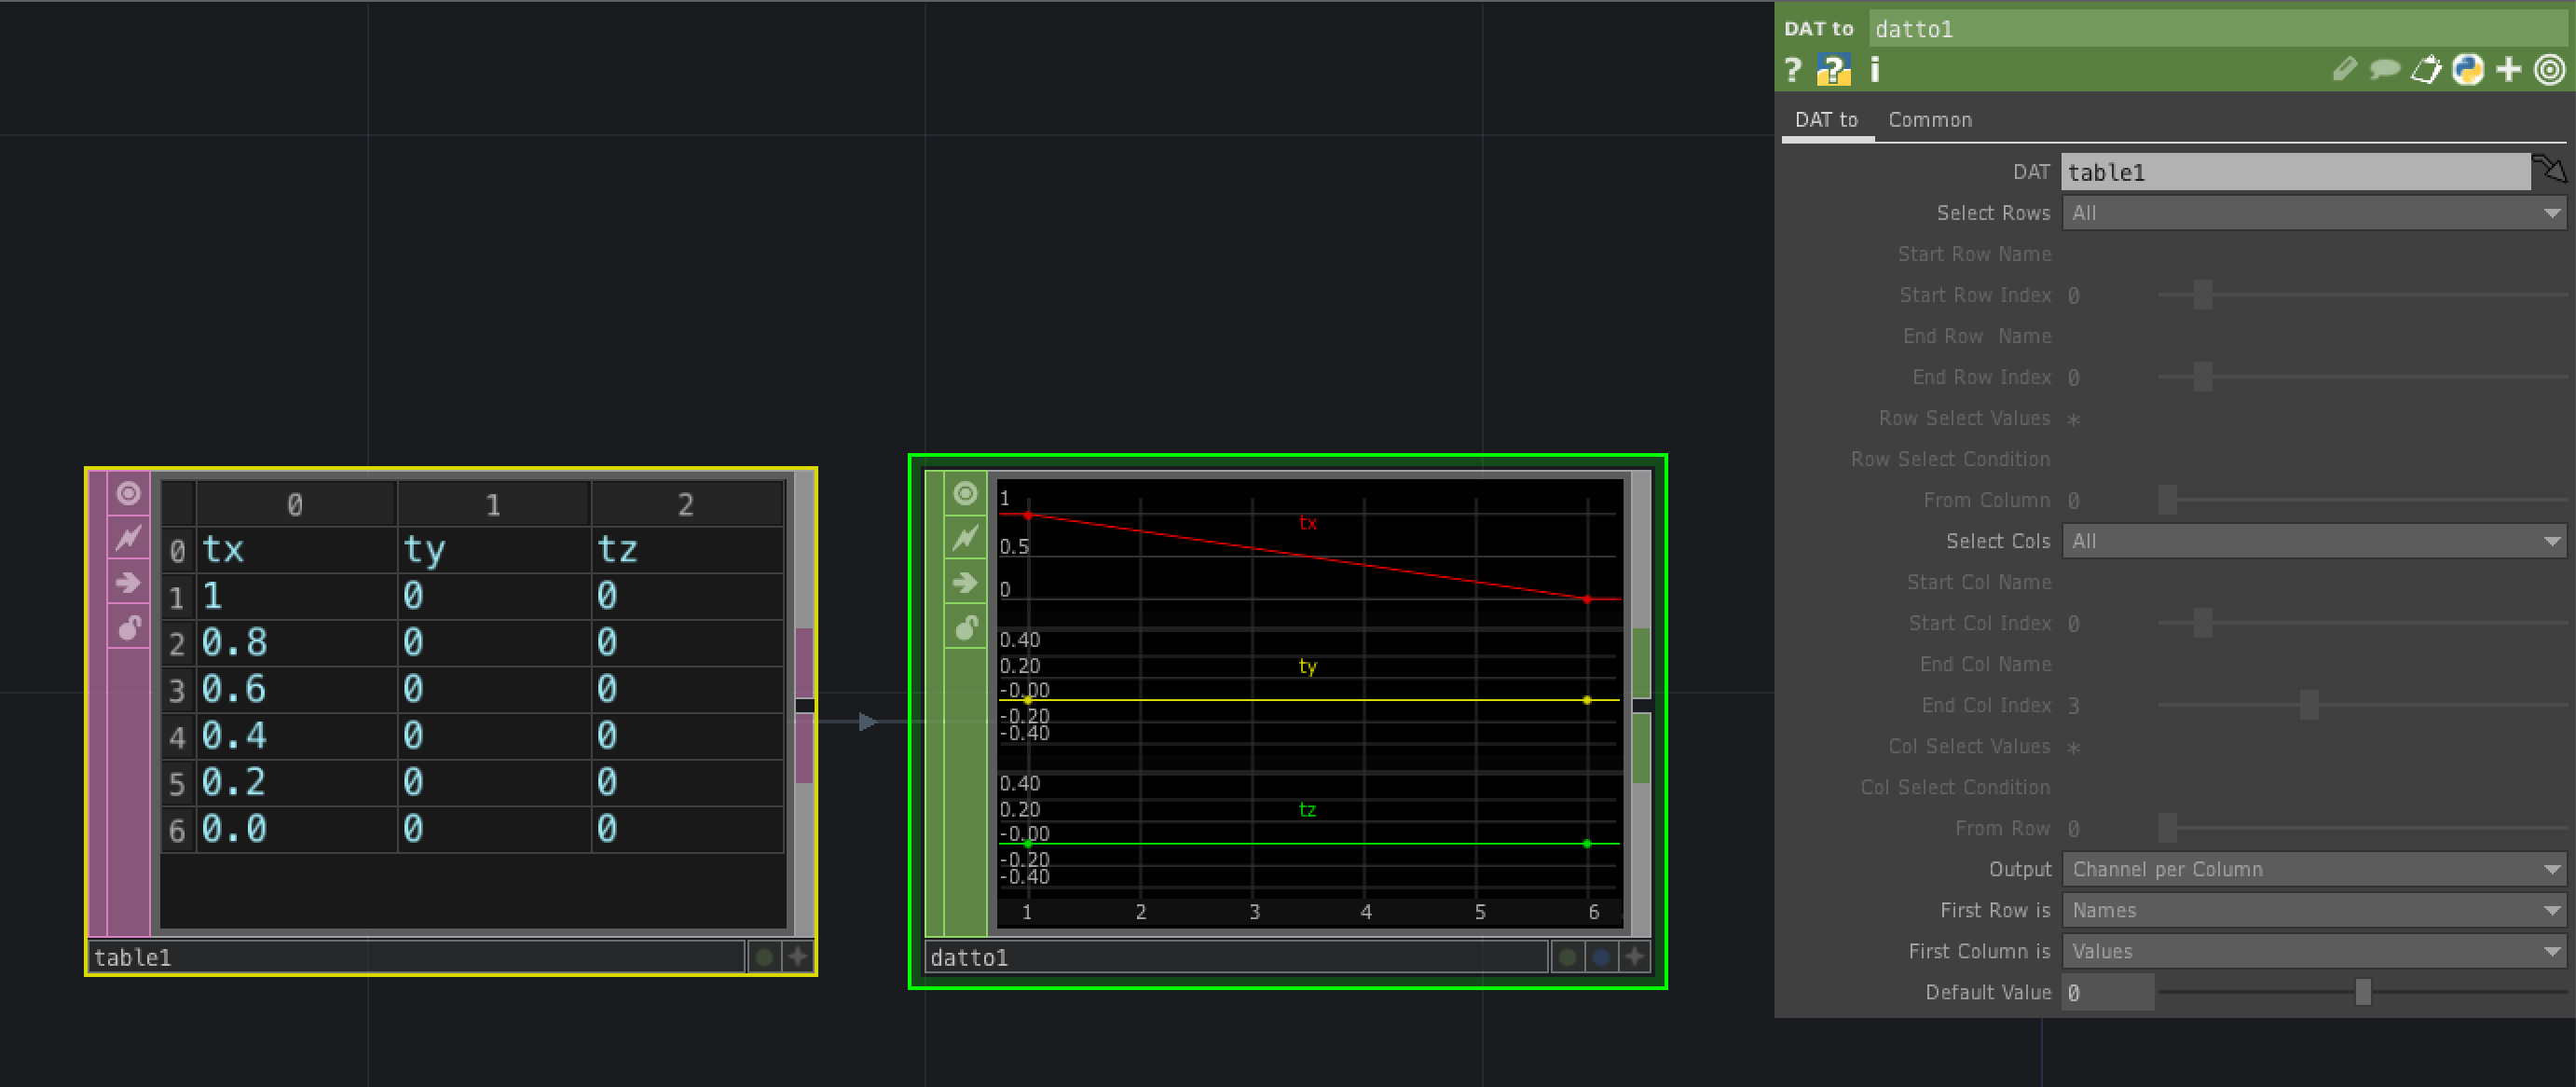 0 1 2
0 tx ty tz
1 1 0 0
2 0.8 0 0
3 0.6 0 0
4 0.4 0 0
5 0.2 0 0
6 0.0 0 0
table1
1
tx
0.5
0
0.40
0.20
ty
-0.00
-0.20
-0.40
0.40
0.20
tz
-0.00
-0.20
-0.40
1 2 3 4 5 6
datto1
DAT to datto1
? ? i
DAT to Common
DAT table1
Select Rows All
Start Row Name
Start Row Index 0
End Row Name
End Row Index 0
Row Select Values *
Row Select Condition
From Column 0
Select Cols All
Start Col Name
Start Col Index 0
End Col Name
End Col Index 3
Col Select Values *
Col Select Condition
From Row 0
Output Channel per Column
First Row is Names
First Column is Values
Default Value 0